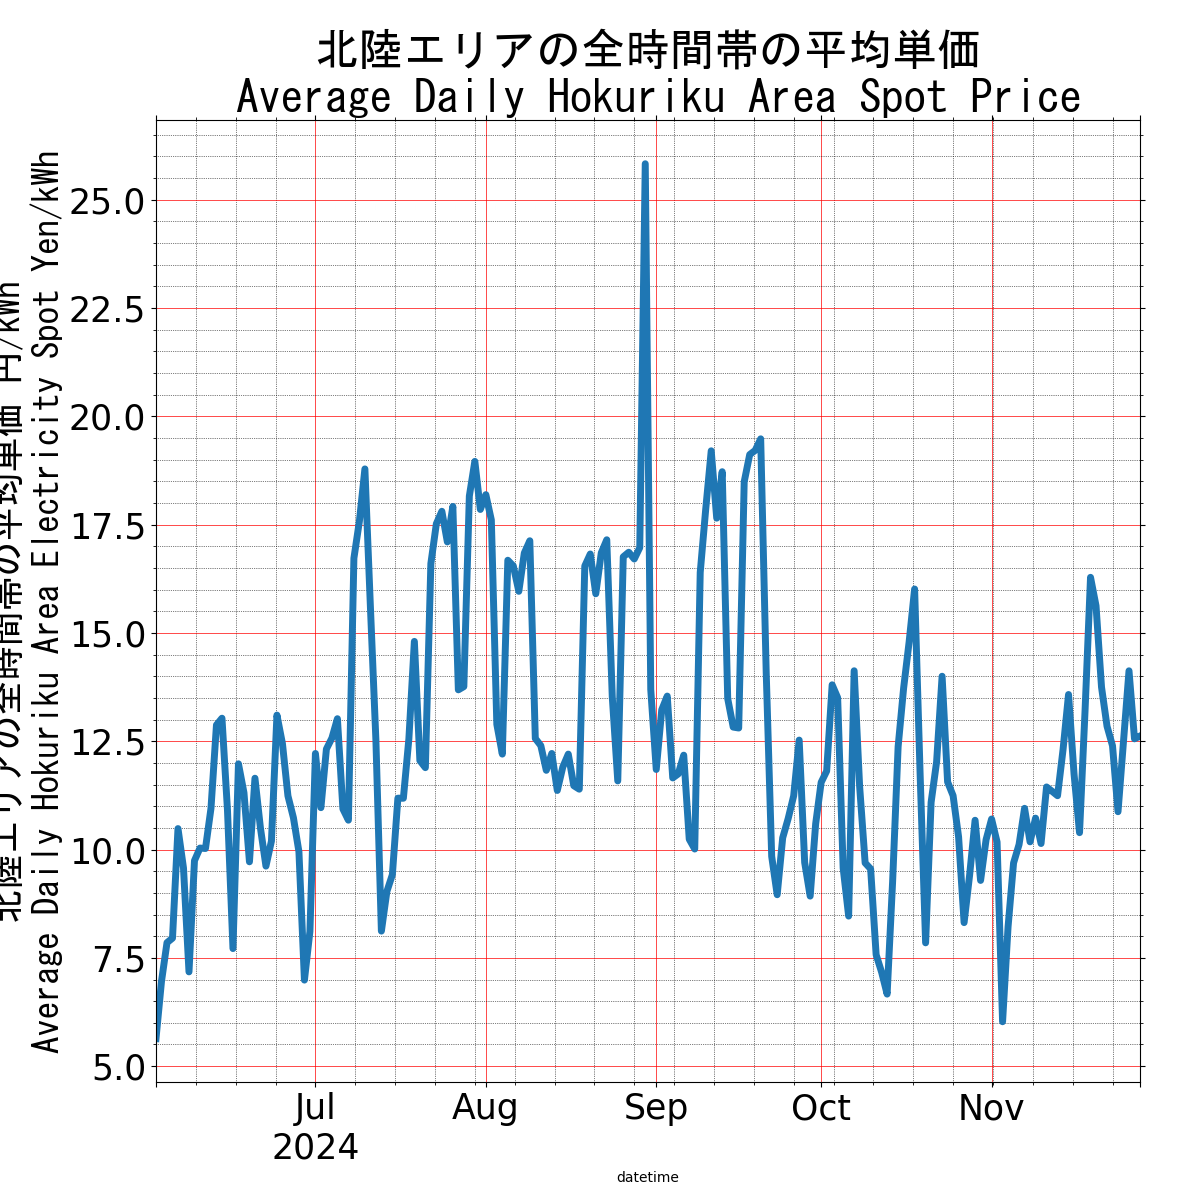 北陸エリアの全時間帯の平均単価
Average Daily Hokuriku Area Spot Price
北陸エリアの全時間帯の平均単価 円/kWh
Average Daily Hokuriku Area Electricity Spot Yen/kWh
25.0
22.5
20.0
17.5
15.0
12.5
10.0
7.5
5.0
Jul
2024
Aug
Sep
Oct
Nov
datetime